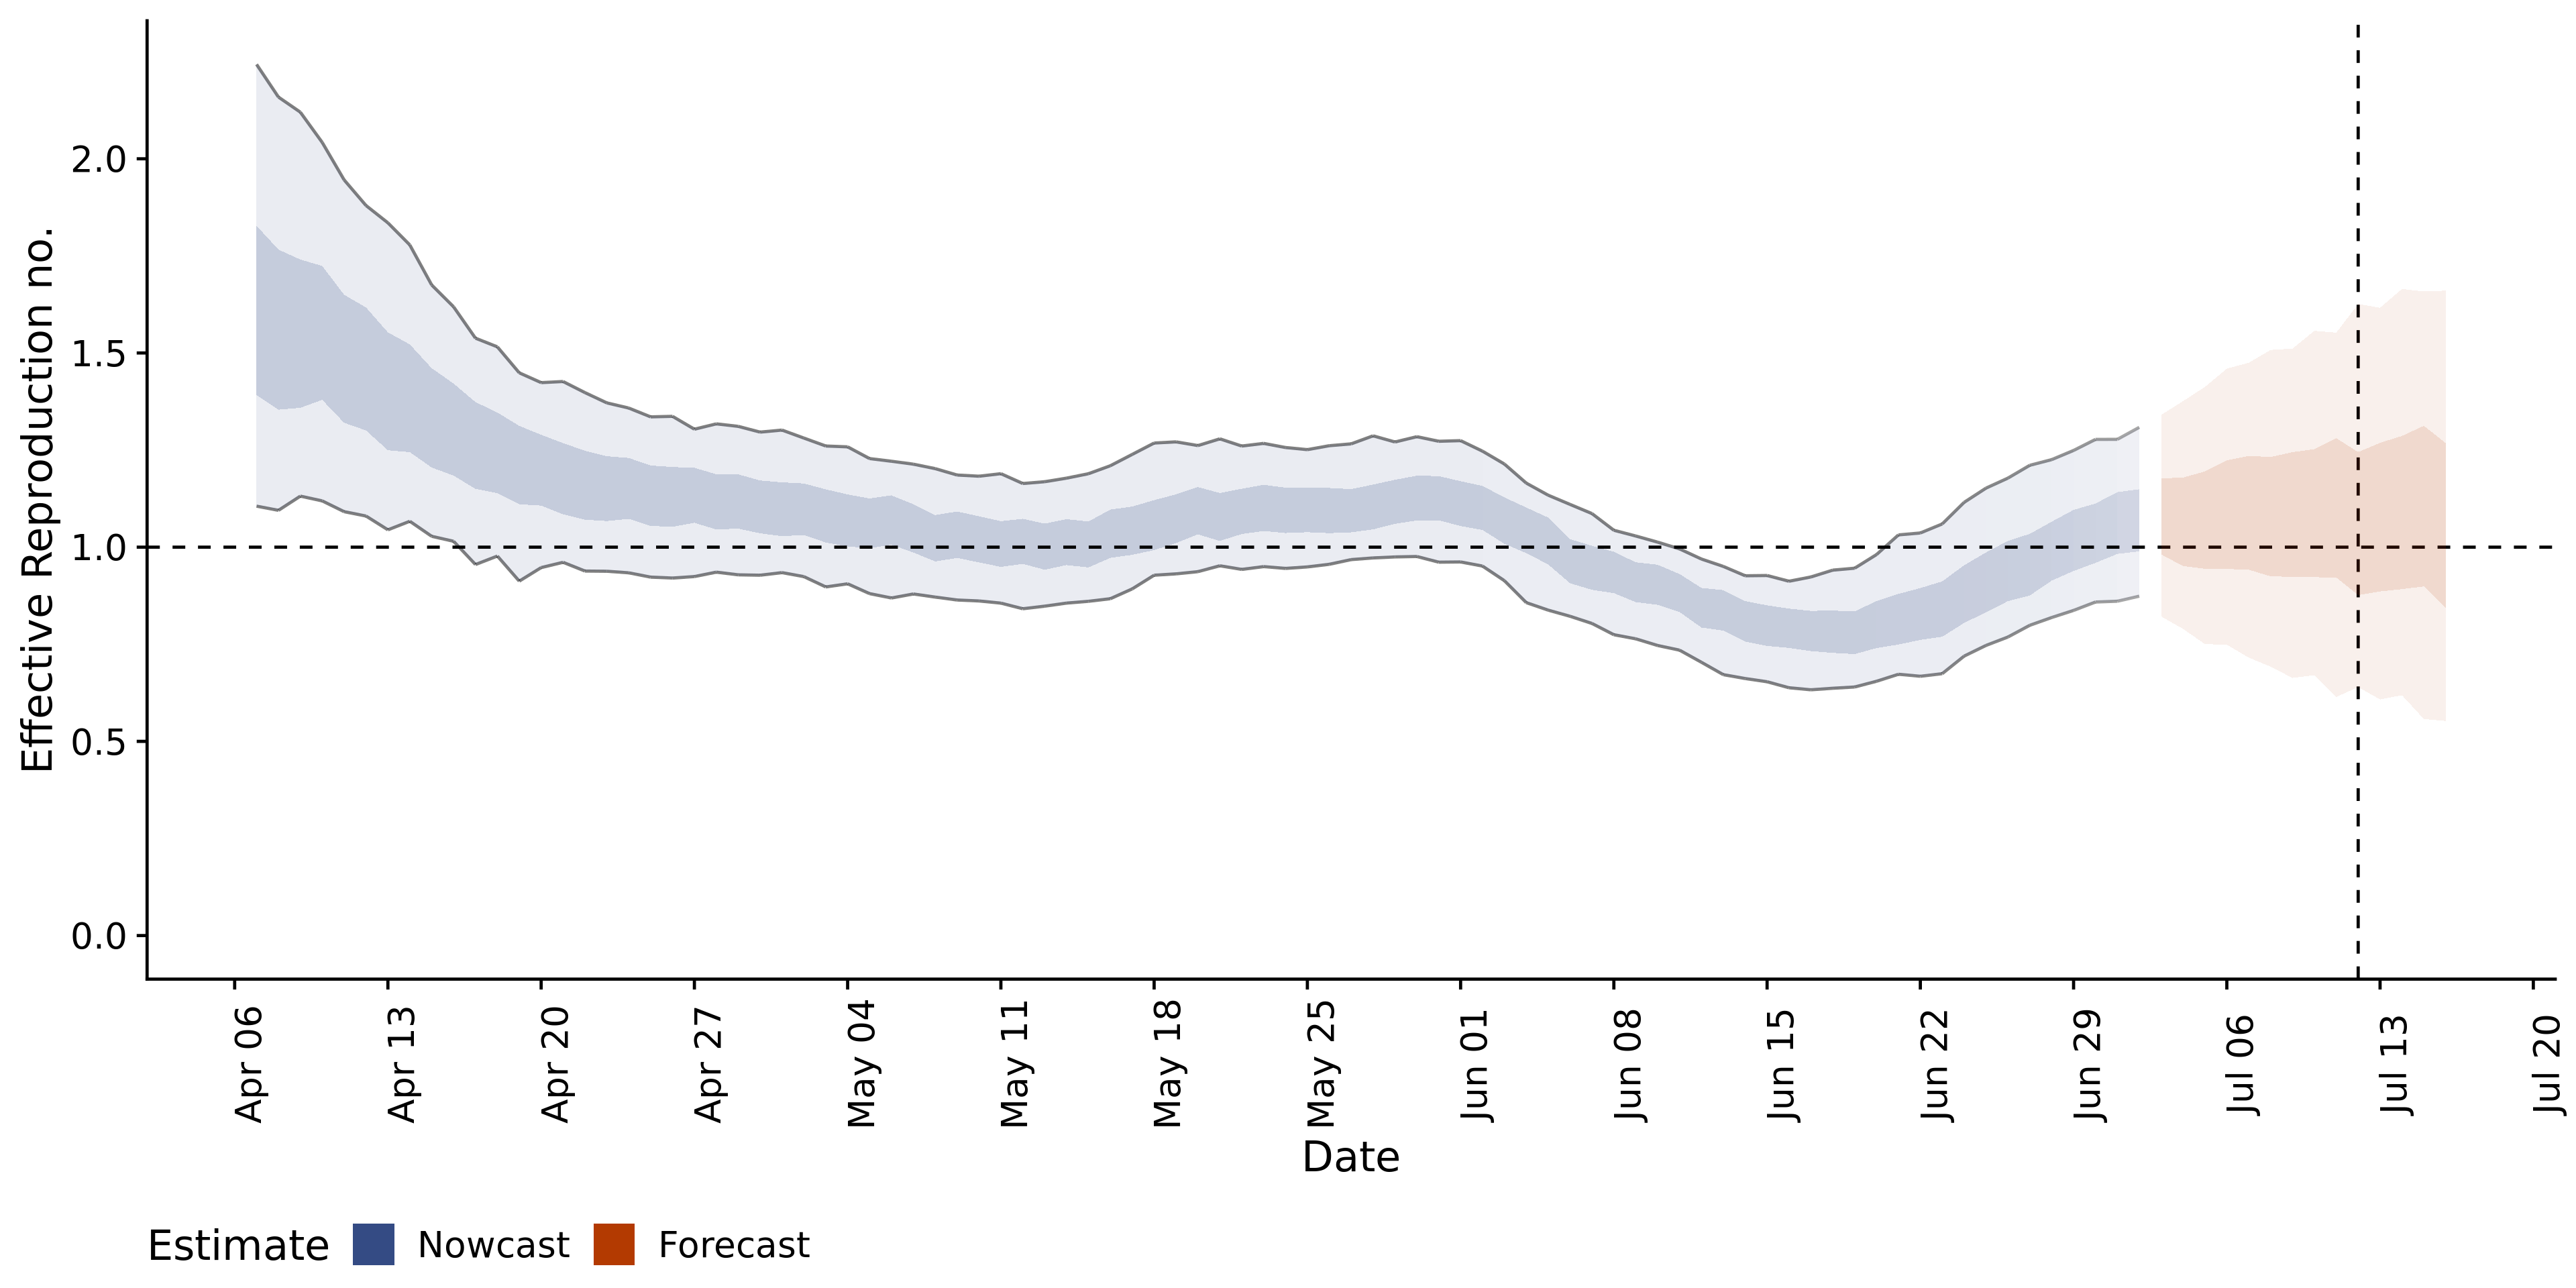 Effective Reproduction no.
2.0
1.5
1.0
0.5
0.0
Apr 06
Apr 13
Apr 20
Apr 27
May 04
May 11
May 18
May 25
Jun 01
Jun 08
Jun 15
Jun 22
Jun 29
Jul 06
Jul 13
Jul 20
Date
Estimate Nowcast Forecast